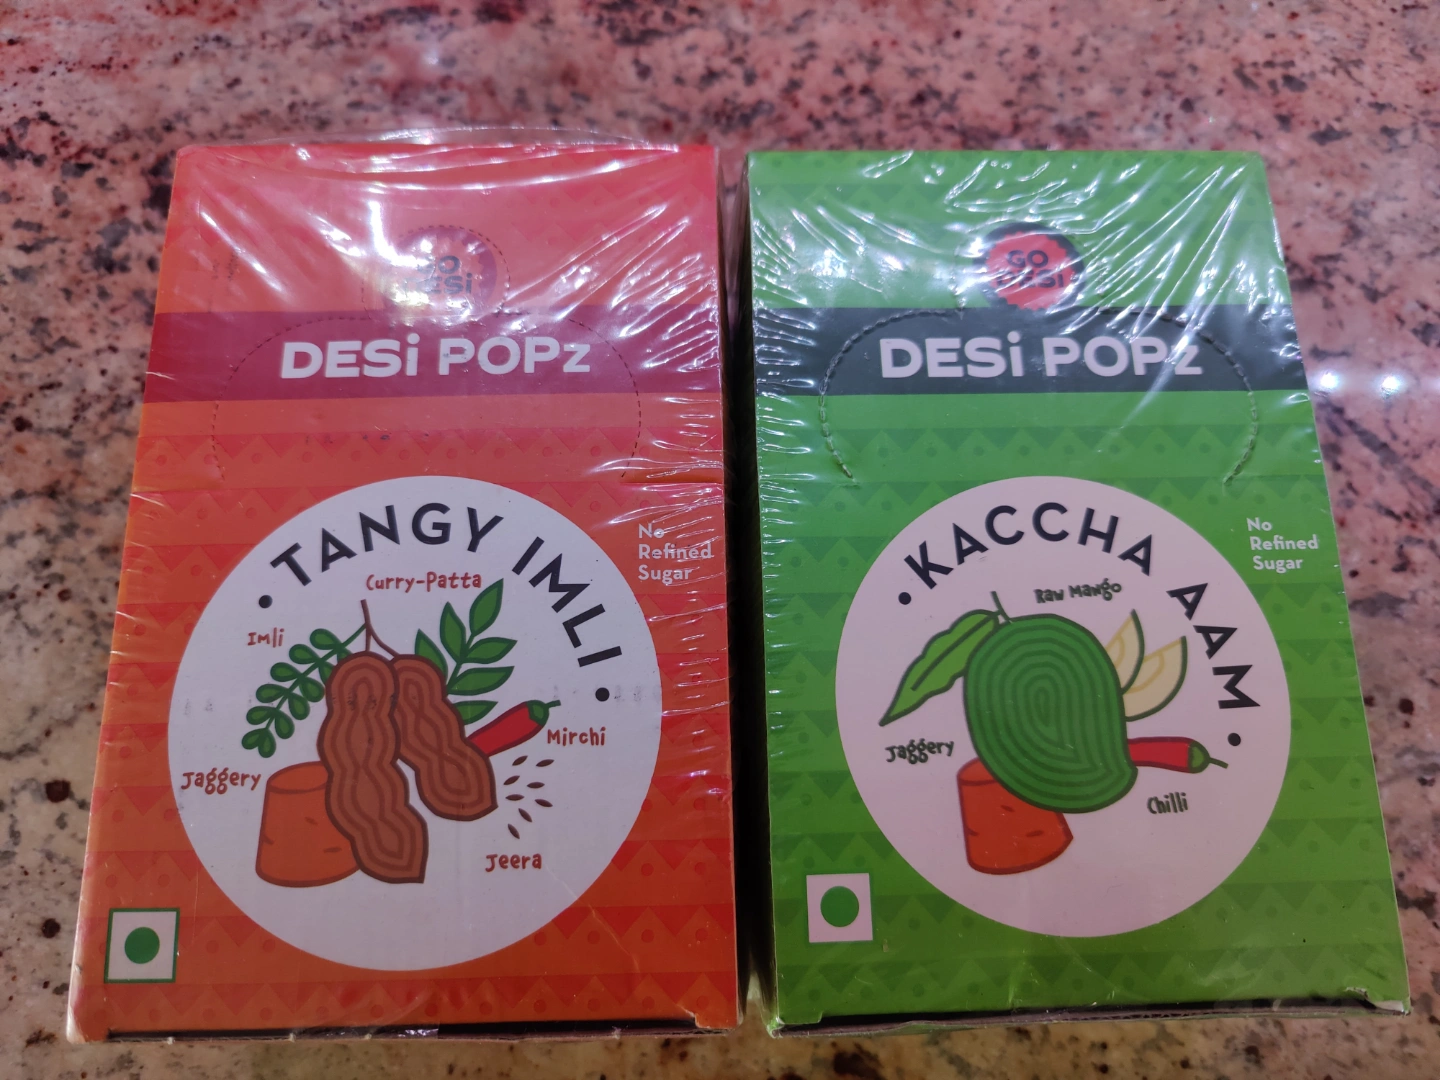 GO
DESi
DESi POPz
No
Refined
Sugar
TANGY IMLI
Curry-Patta
Imli
Mirchi
Jaggery
Jeera
GO
DESi
DESi POPz
No
Refined
Sugar
KACCHA AAM
Raw Mango
Jaggery
Chilli